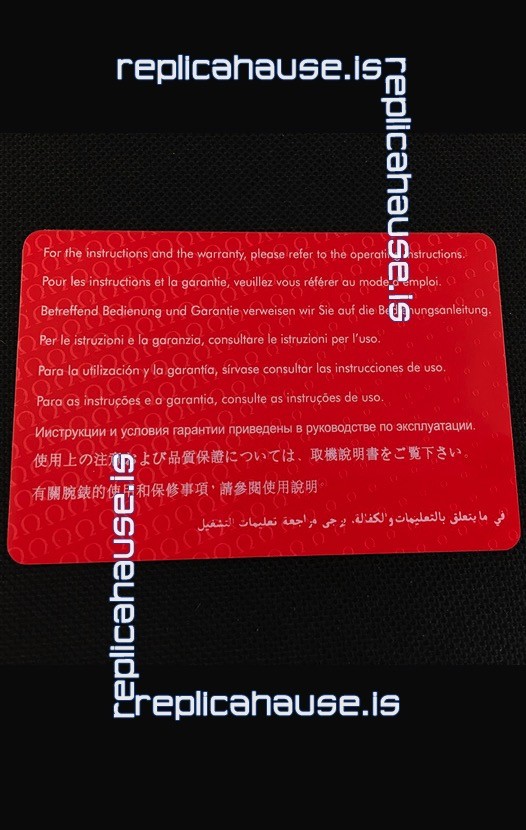 replicahause.is
replicahause.is
For the instructions and the warranty, please refer to the operating instructions.
Pour les instructions et la garantie, veuillez vous référer au mode d'emploi.
Betreffend Bedienung und Garantie verweisen wir Sie auf die Bedienungsanleitung.
Per le istruzioni e la garanzia, consultare le istruzioni per l'uso.
Para la utilización y la garantía, sírvase consultar las instrucciones de uso.
Para as instruções e a garantia, consulte as instruções de uso.
Инструкции и условия гарантии приведены в руководстве по эксплуатации.
使用上の注意および品質保證については、取機說明書をご覧下さい。
有關腕錶的使用和保修事項，請參閱使用說明
في ما يتعلق بالتعليمات والكفالة، يرجى مراجعة تعليمات التشغيل
replicahause.is
rreplicahause.is